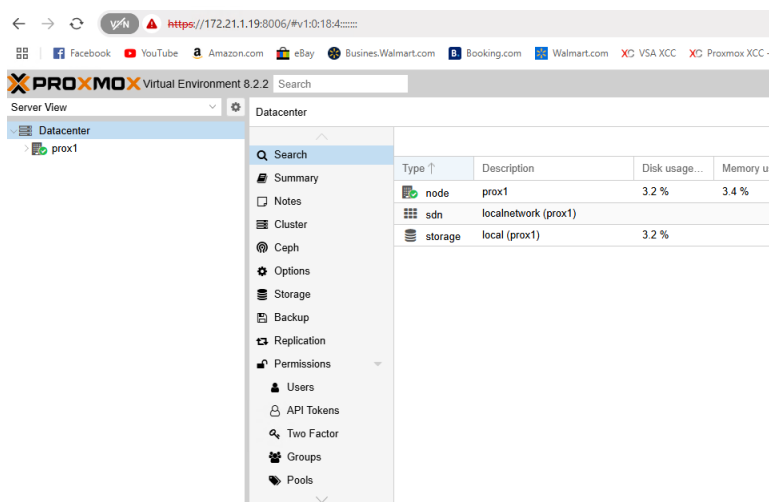 VPN https://172.21.1.19:8006/#v1:0:18:4:::::::
Facebook YouTube Amazon.com eBay Busines.Walmart.com Booking.com Walmart.com VSA XCC Proxmox XCC -
PROXMOX Virtual Environment 8.2.2 Search
Server View
Datacenter
prox1
Datacenter
Search
Summary
Notes
Cluster
Ceph
Options
Storage
Backup
Replication
Permissions
Users
API Tokens
Two Factor
Groups
Pools
Type ↑ Description Disk usage... Memory u
node prox1 3.2 % 3.4 %
sdn localnetwork (prox1)
storage local (prox1) 3.2 %